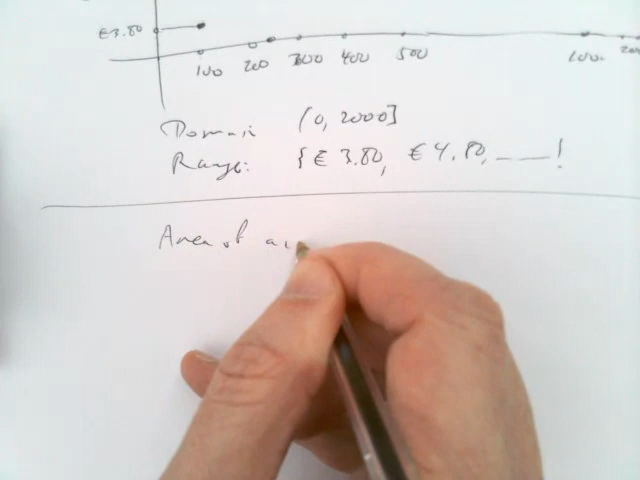 €3.80
100 200 300 400 500 2000
Domain: (0, 2000]
Range: {€3.80, €4.80, ___ }
Area of a